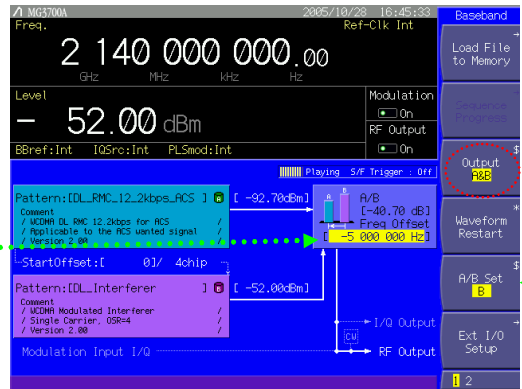 MG3700A 2005/10/28 16:45:33
Freq. Ref-Clk Int
2 140 000 000.00
GHz MHz kHz Hz
Level
- 52.00 dBm
Modulation
On
RF Output
On
BBref:Int IQSrc:Int PLSmod:Int
Playing S/F Trigger : Off
Pattern:[DL_RMC_12_2kbps_ACS ] A [ -92.70dBm]
Comment
/ WCDMA DL RMC 12.2kbps for ACS /
/ Applicable to the ACS wanted signal /
/ Version 2.00 /
A B
A/B
[-40.70 dB]
Freq Offset
[ -5 000 000 Hz]
StartOffset:[ 0]/ 4chip
Pattern:[DL_Interferer ] B [ -52.00dBm]
Comment
/ WCDMA Modulated Interferer /
/ Single Carrier, OSR=4 /
/ Version 2.00 /
I/Q Output
CW
Modulation Input I/Q RF Output
Baseband
Load File
to Memory
Sequence
Progress
$
Output
A&B
*
Waveform
Restart
$
A/B Set
B
Ext I/O
Setup
1 2